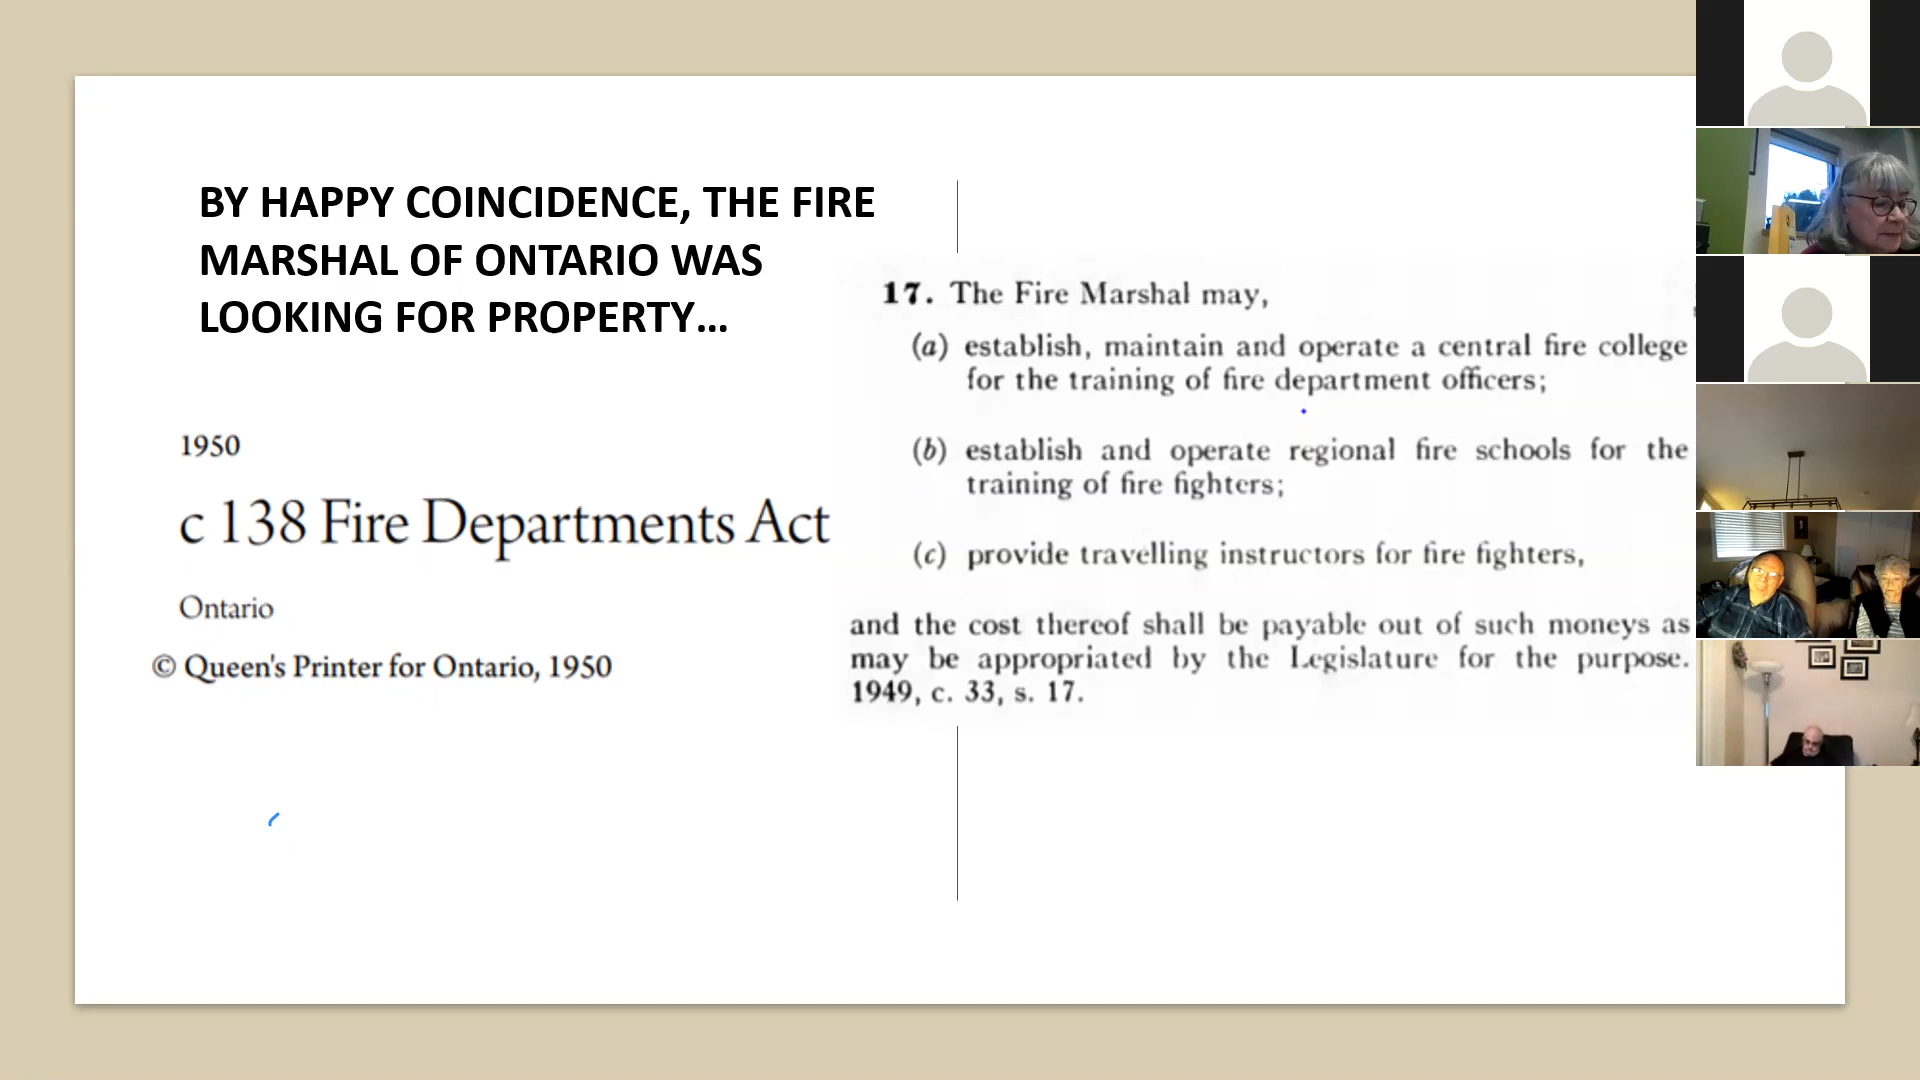 BY HAPPY COINCIDENCE, THE FIRE
MARSHAL OF ONTARIO WAS
LOOKING FOR PROPERTY...
1950
c 138 Fire Departments Act
Ontario
© Queen's Printer for Ontario, 1950
17. The Fire Marshal may,
(a) establish, maintain and operate a central fire college
for the training of fire department officers;
(b) establish and operate regional fire schools for the
training of fire fighters;
(c) provide travelling instructors for fire fighters,
and the cost thereof shall be payable out of such moneys as
may be appropriated by the Legislature for the purpose.
1949, c. 33, s. 17.